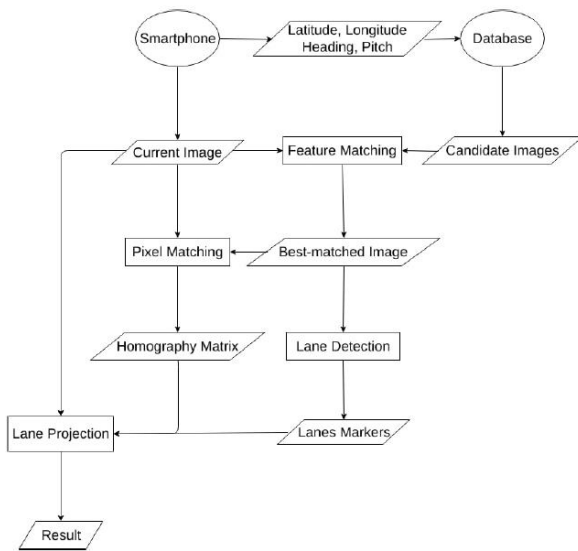 Smartphone
Latitude, Longitude
Heading, Pitch
Database
Current Image
Feature Matching
Candidate Images
Pixel Matching
Best-matched Image
Homography Matrix
Lane Detection
Lane Projection
Lanes Markers
Result